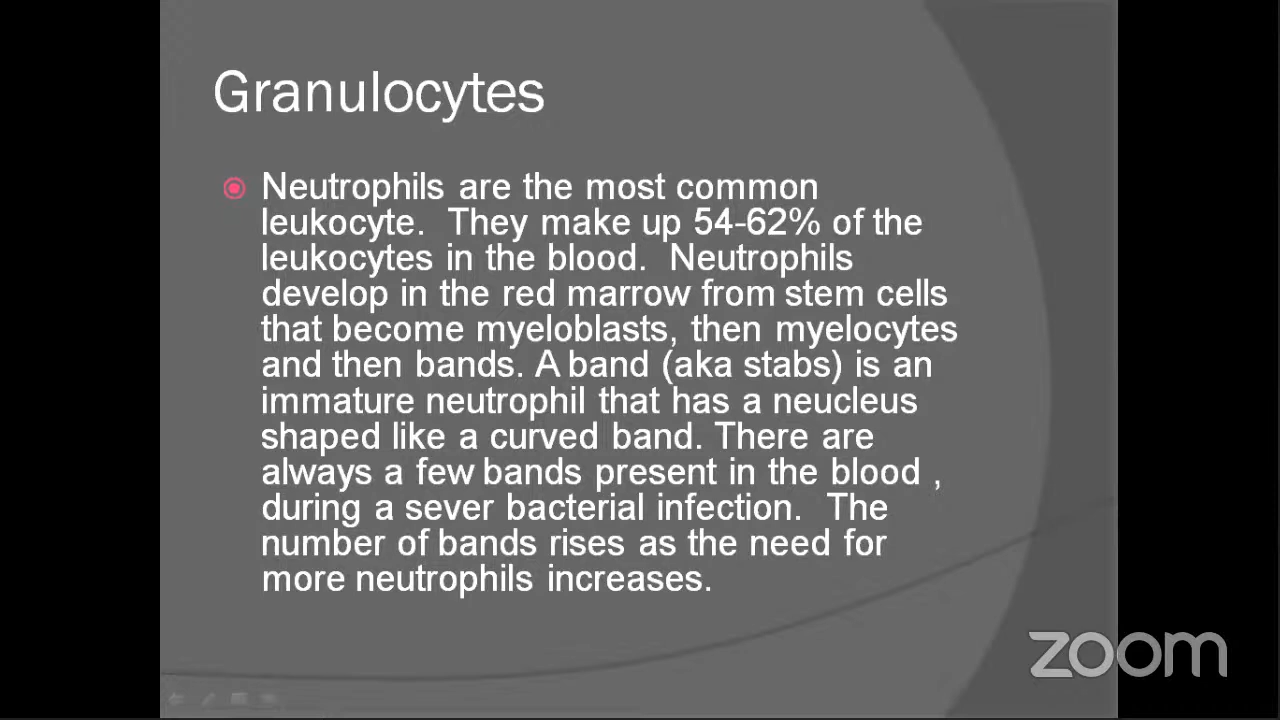 Granulocytes
Neutrophils are the most common
leukocyte.  They make up 54-62% of the
leukocytes in the blood.  Neutrophils
develop in the red marrow from stem cells
that become myeloblasts, then myelocytes
and then bands. A band (aka stabs) is an
immature neutrophil that has a neucleus
shaped like a curved band. There are
always a few bands present in the blood ,
during a sever bacterial infection.  The
number of bands rises as the need for
more neutrophils increases.
zoom